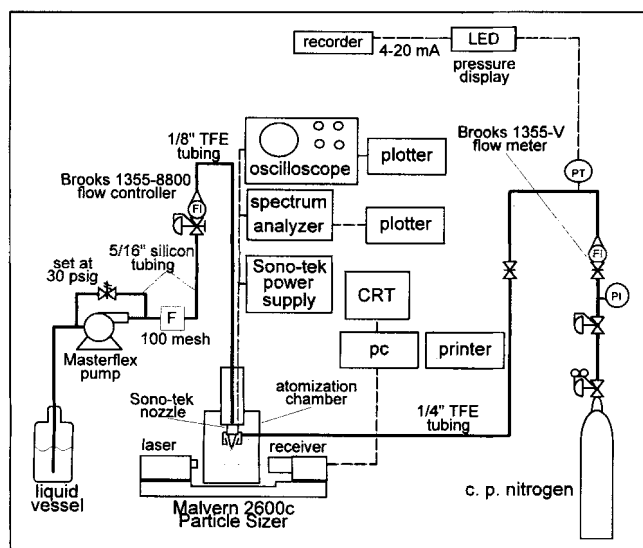 recorder
4-20 mA
LED
pressure
display
1/8" TFE
tubing
oscilloscope
plotter
Brooks 1355-V
flow meter
Brooks 1355-8800
flow controller
FI
PT
spectrum
analyzer
plotter
5/16" silicon
tubing
set at
30 psig
Sono-tek
power
supply
CRT
FI
PI
F
100 mesh
Masterflex
pump
pc
printer
Sono-tek
nozzle
atomization
chamber
1/4" TFE
tubing
laser
receiver
liquid
vessel
Malvern 2600c
Particle Sizer
c. p. nitrogen